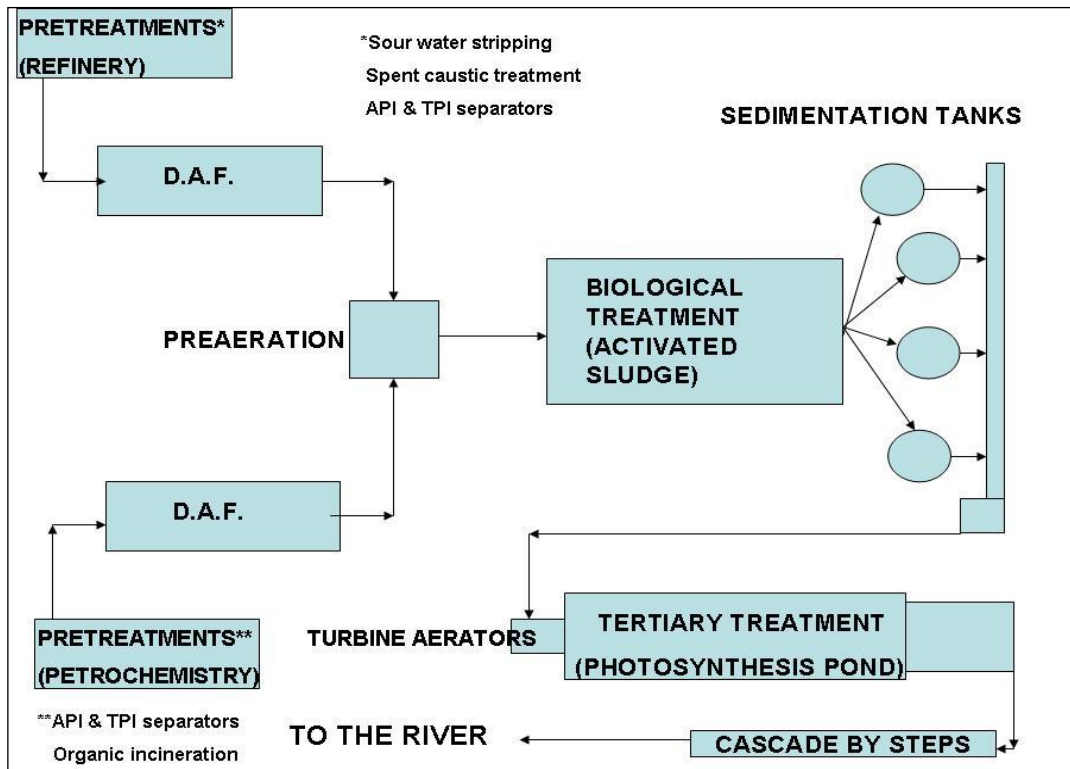 PRETREATMENTS*
(REFINERY)
*Sour water stripping
Spent caustic treatment
API & TPI separators
SEDIMENTATION TANKS
D.A.F.
BIOLOGICAL
TREATMENT
(ACTIVATED
SLUDGE)
PREAERATION
D.A.F.
PRETREATMENTS**
(PETROCHEMISTRY)
**API & TPI separators
Organic incineration
TURBINE AERATORS
TERTIARY TREATMENT
(PHOTOSYNTHESIS POND)
CASCADE BY STEPS
TO THE RIVER